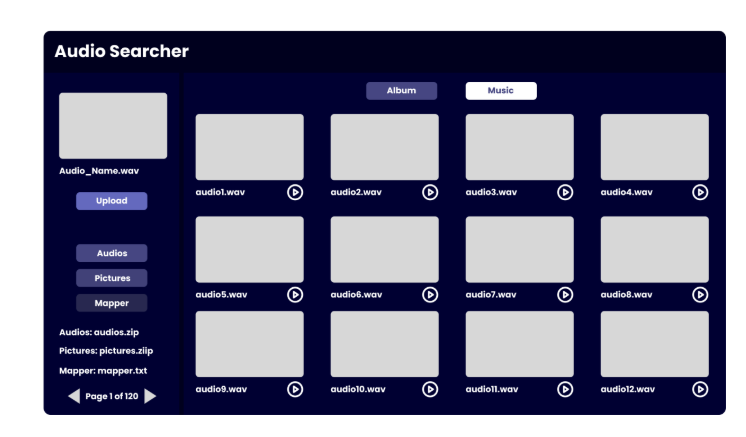 Audio Searcher
Audio_Name.wav
Upload
Audios
Pictures
Mapper
Audios: audios.zip
Pictures: pictures.ziip
Mapper: mapper.txt
Page 1 of 120
Album Music
audio1.wav audio2.wav audio3.wav audio4.wav
audio5.wav audio6.wav audio7.wav audio8.wav
audio9.wav audio10.wav audio11.wav audio12.wav